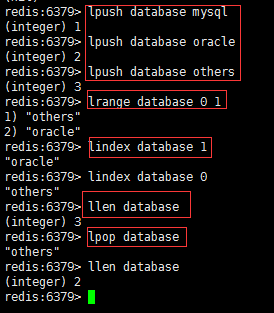 redis:6379> lpush database mysql
(integer) 1
redis:6379> lpush database oracle
(integer) 2
redis:6379> lpush database others
(integer) 3
redis:6379> lrange database 0 1
1) "others"
2) "oracle"
redis:6379> lindex database 1
"oracle"
redis:6379> lindex database 0
"others"
redis:6379> llen database
(integer) 3
redis:6379> lpop database
"others"
redis:6379> llen database
(integer) 2
redis:6379>